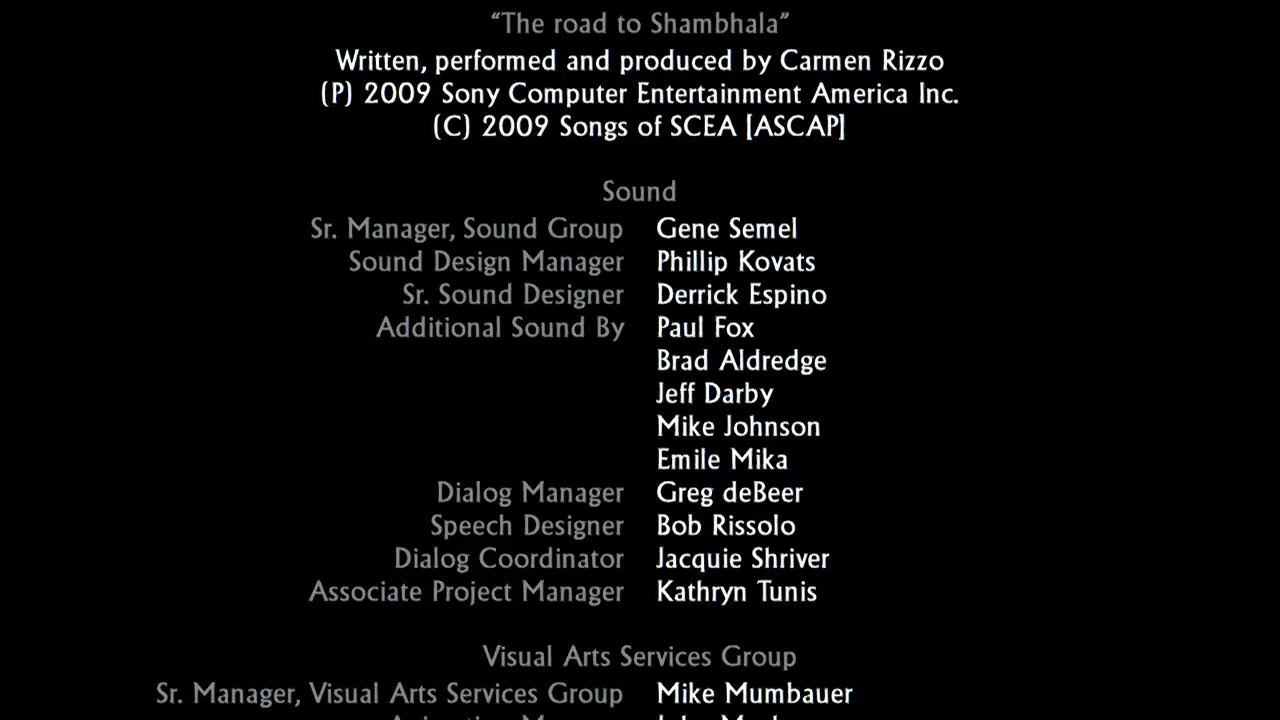 “The road to Shambhala”
Written, performed and produced by Carmen Rizzo
(P) 2009 Sony Computer Entertainment America Inc.
(C) 2009 Songs of SCEA [ASCAP]
Sound
Sr. Manager, Sound Group Gene Semel
Sound Design Manager Phillip Kovats
Sr. Sound Designer Derrick Espino
Additional Sound By Paul Fox
Brad Aldredge
Jeff Darby
Mike Johnson
Emile Mika
Dialog Manager Greg deBeer
Speech Designer Bob Rissolo
Dialog Coordinator Jacquie Shriver
Associate Project Manager Kathryn Tunis
Visual Arts Services Group
Sr. Manager, Visual Arts Services Group Mike Mumbauer